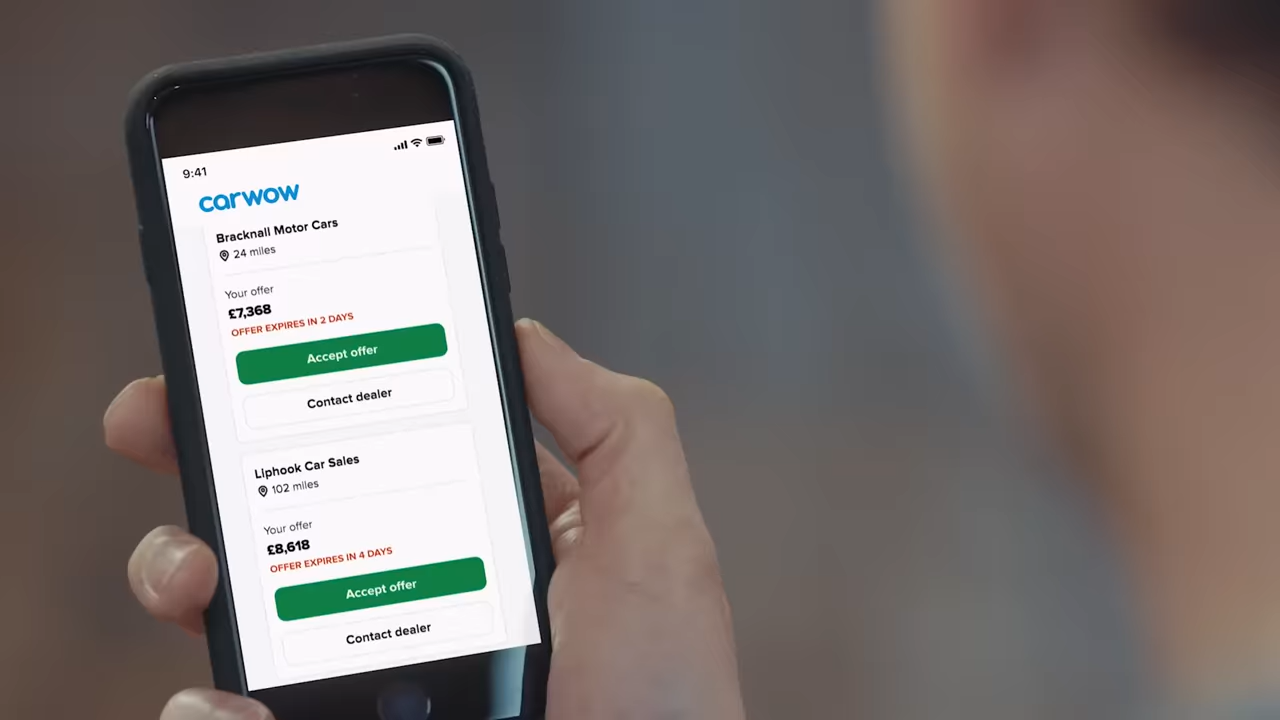 9:41
carwow
Bracknall Motor Cars
24 miles
Your offer
£7,368
OFFER EXPIRES IN 2 DAYS
Accept offer
Contact dealer
Liphook Car Sales
102 miles
Your offer
£8,618
OFFER EXPIRES IN 4 DAYS
Accept offer
Contact dealer